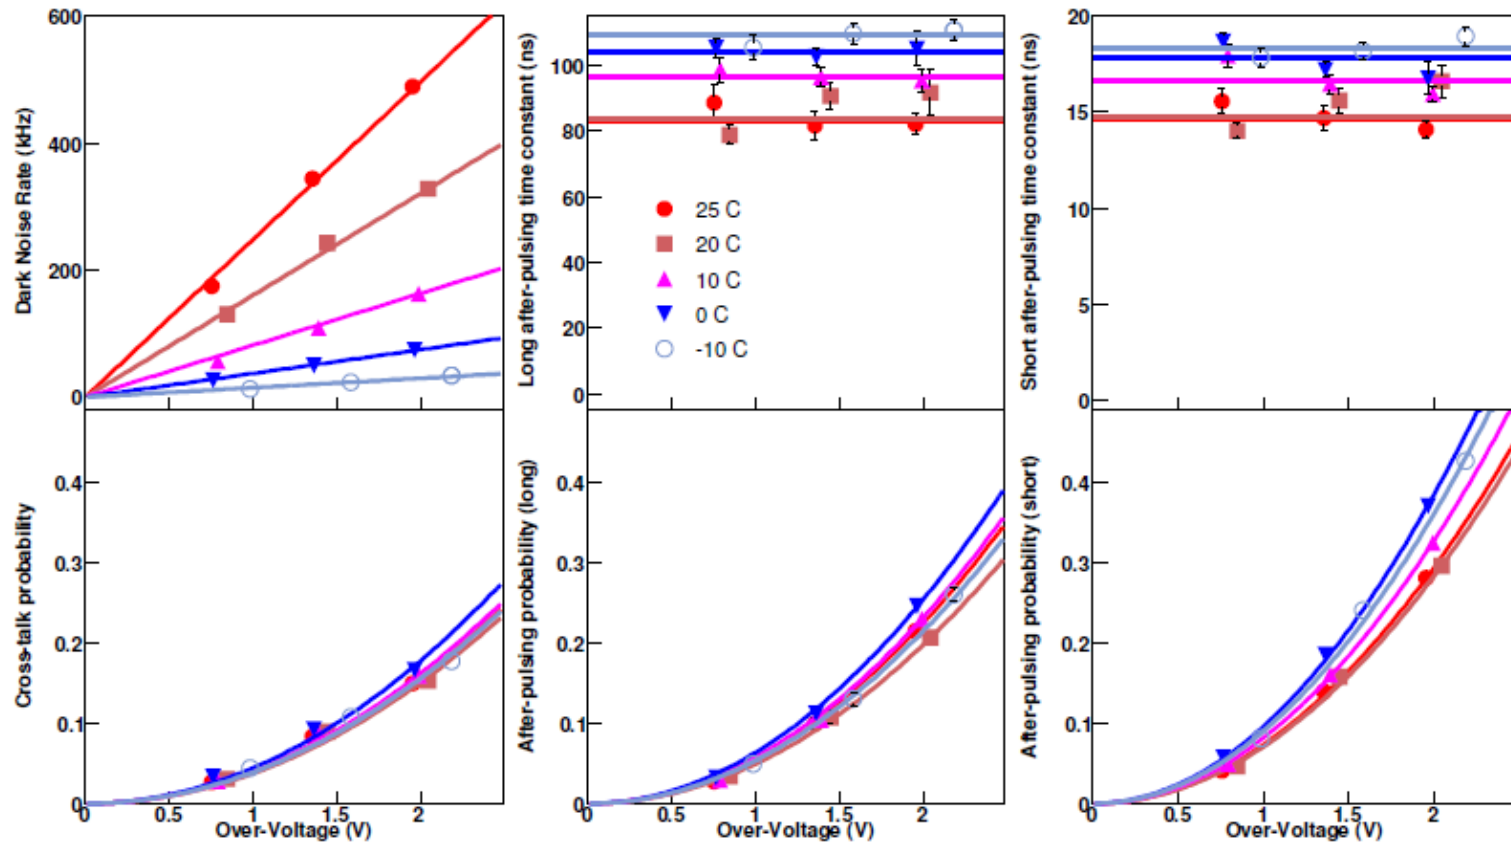 Dark Noise Rate (kHz)
600
400
200
0
Long after-pulsing time constant (ns)
100
80
60
40
20
0
25 C
20 C
10 C
0 C
-10 C
Short after-pulsing time constant (ns)
20
15
10
5
0
Cross-talk probability
0.4
0.3
0.2
0.1
0
0 0.5 1 1.5 2
Over-Voltage (V)
After-pulsing probability (long)
0.4
0.3
0.2
0.1
0
0 0.5 1 1.5 2
Over-Voltage (V)
After-pulsing probability (short)
0.4
0.3
0.2
0.1
0
0 0.5 1 1.5 2
Over-Voltage (V)